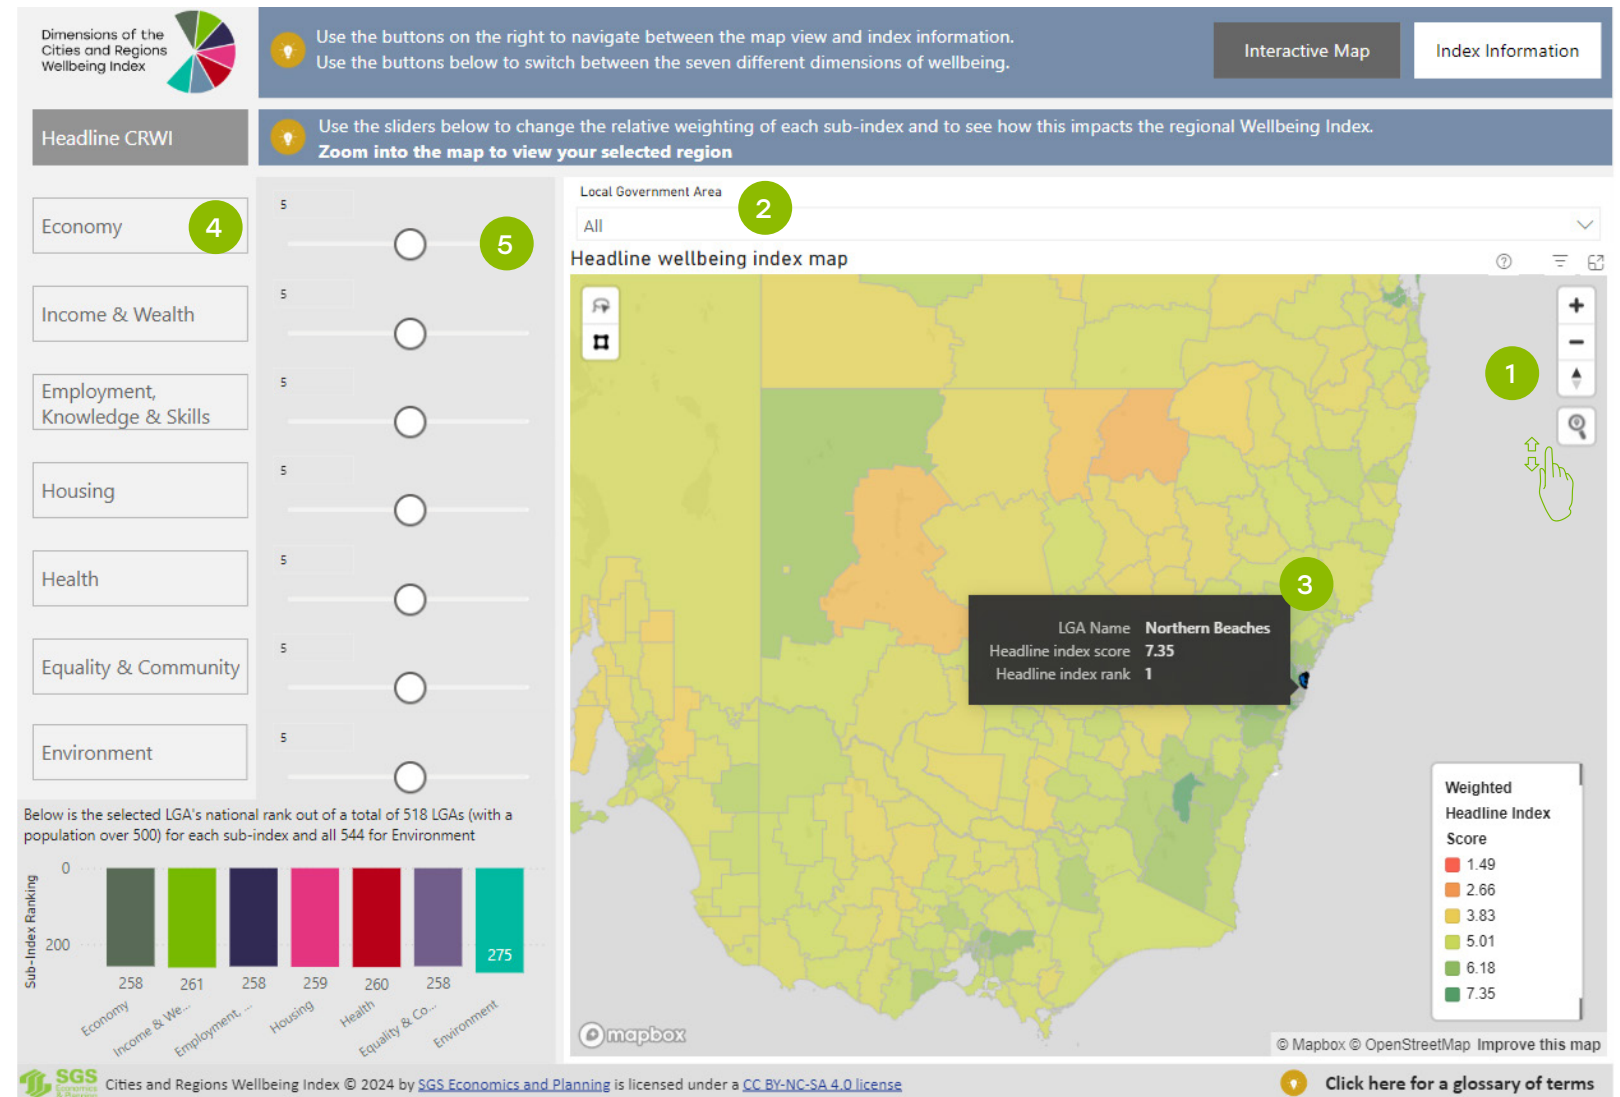 Dimensions of the
Cities and Regions
Wellbeing Index
Use the buttons on the right to navigate between the map view and index information.
Use the buttons below to switch between the seven different dimensions of wellbeing.
Interactive Map
Index Information
Headline CRWI
Use the sliders below to change the relative weighting of each sub-index and to see how this impacts the regional Wellbeing Index.
Zoom into the map to view your selected region
Economy
4
5
5
Income & Wealth
5
Employment,
Knowledge & Skills
5
Housing
5
Health
5
Equality & Community
5
Environment
5
Local Government Area
2
All
Headline wellbeing index map
1
3
LGA Name Northern Beaches
Headline index score 7.35
Headline index rank 1
Weighted
Headline Index
Score
1.49
2.66
3.83
5.01
6.18
7.35
mapbox
© Mapbox © OpenStreetMap Improve this map
Below is the selected LGA's national rank out of a total of 518 LGAs (with a
population over 500) for each sub-index and all 544 for Environment
Sub-Index Ranking
0
200
275
258 261 258 259 260 258
Economy
Income & We...
Employment, ...
Housing
Health
Equality & Co...
Environment
SGS
Economics
& Planning
Cities and Regions Wellbeing Index © 2024 by SGS Economics and Planning is licensed under a CC BY-NC-SA 4.0 license
Click here for a glossary of terms